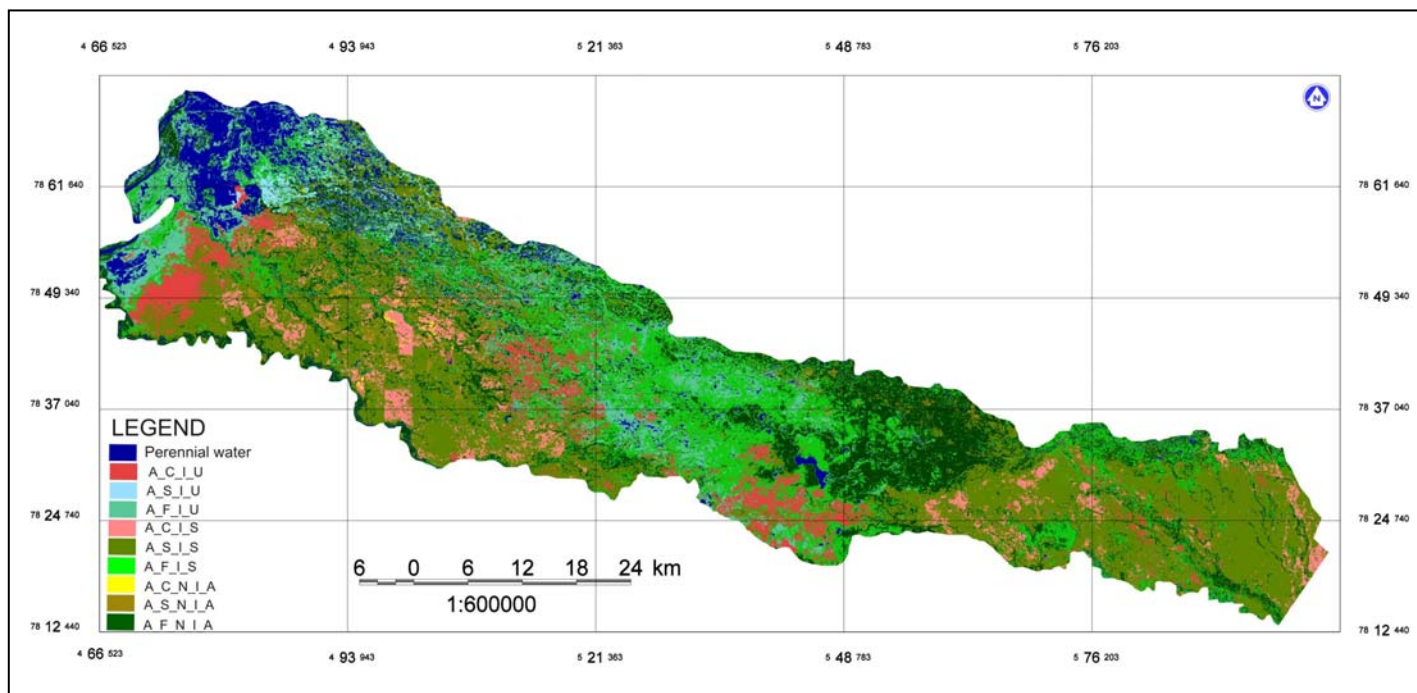 4 66 523 4 93 943 5 21 363 5 48 783 5 76 203
N
78 61 640 78 61 640
78 49 340 78 49 340
78 37 040 78 37 040
LEGEND
Perennial water
A_C_I_U
A_S_I_U
A_F_I_U
A_C_I_S
78 24 740 78 24 740
A_S_I_S
A_F_I_S
6 0 6 12 18 24 km
A_C_N_I_A
1:600000
A_S_N_I_A
A_F_N_I_A
78 12 440 78 12 440
4 66 523 4 93 943 5 21 363 5 48 783 5 76 203